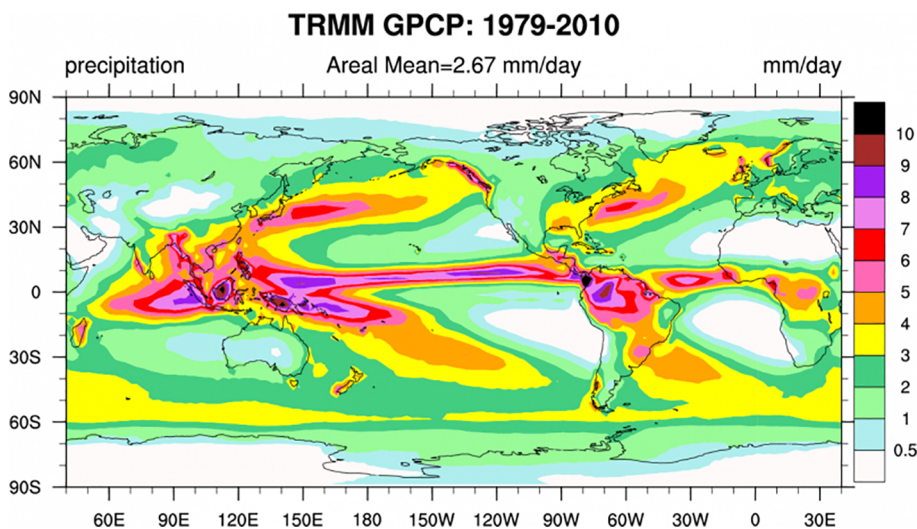 TRMM GPCP: 1979-2010
precipitation Areal Mean=2.67 mm/day mm/day
90N
60N
30N
0
30S
60S
90S
60E 90E 120E 150E 180 150W 120W 90W 60W 30W 0 30E
10
9
8
7
6
5
4
3
2
1
0.5